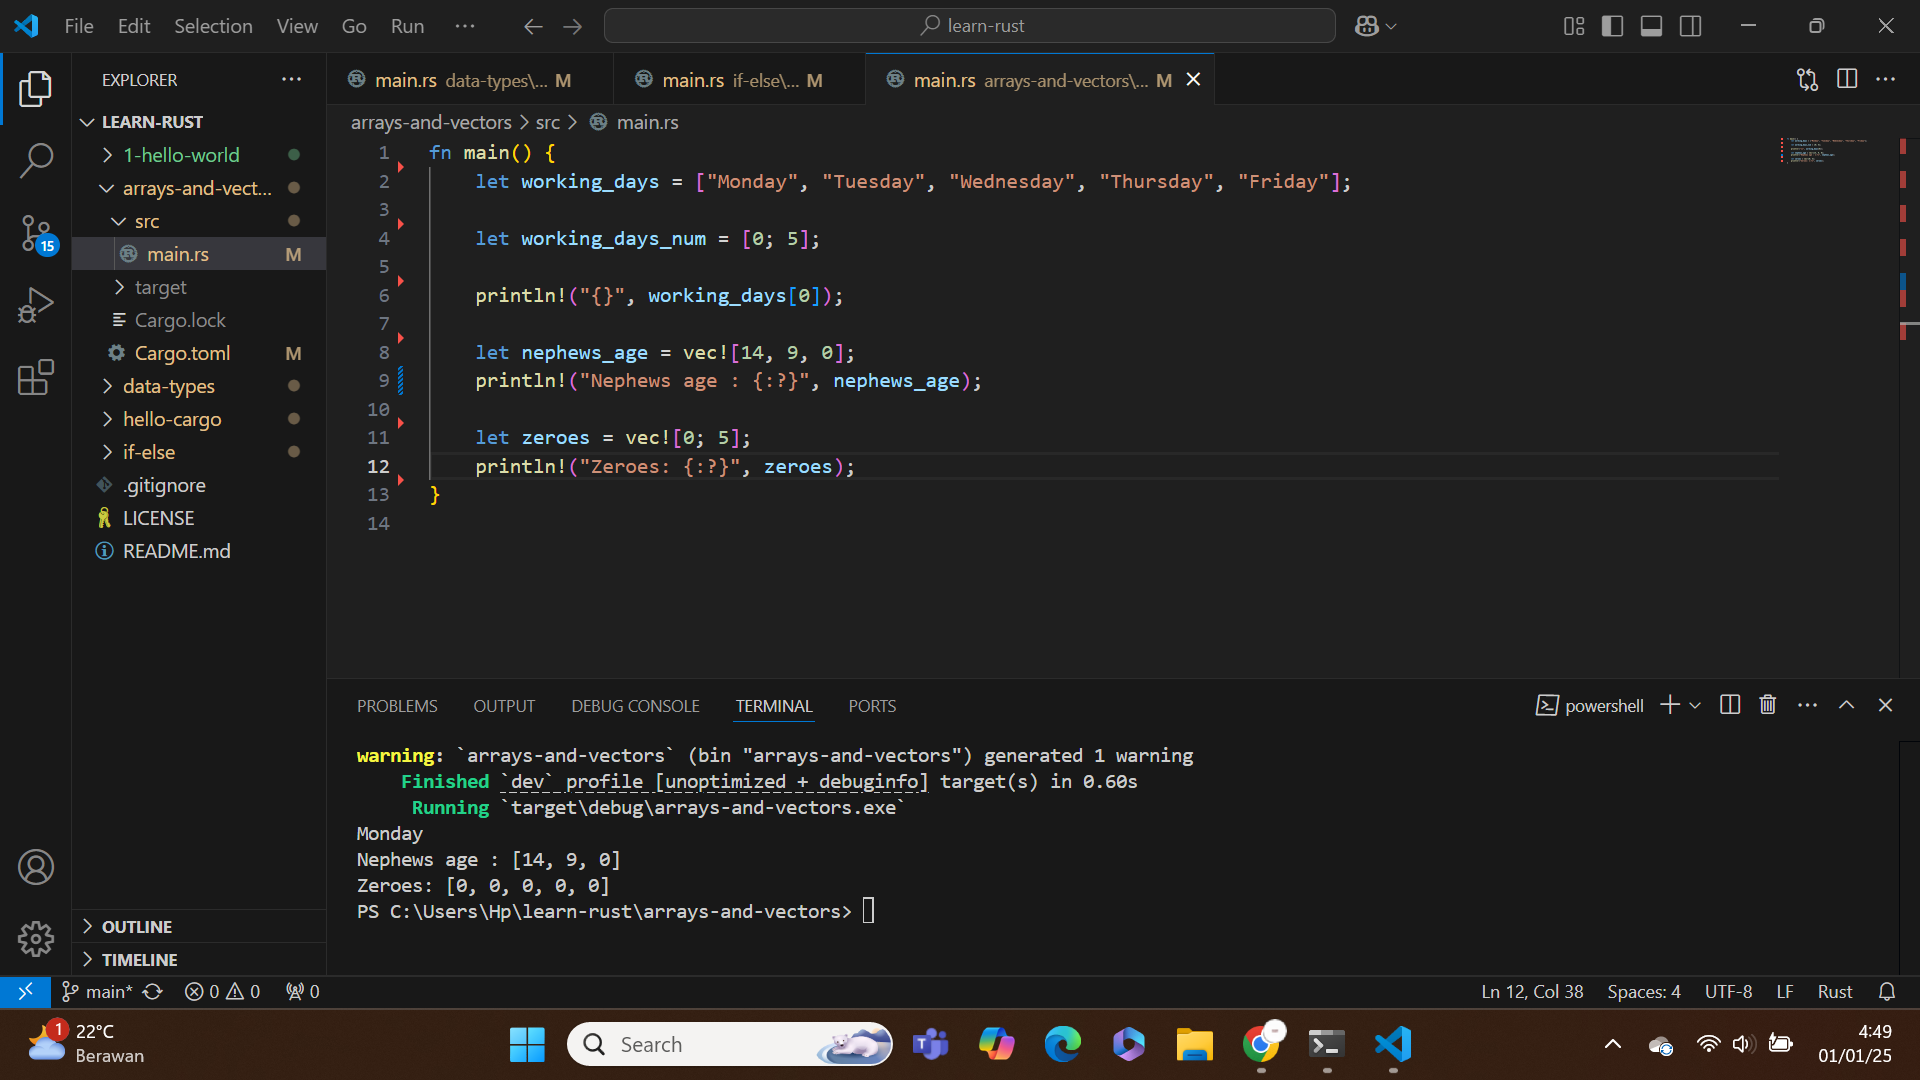 File Edit Selection View Go Run ··· learn-rust
EXPLORER ···
LEARN-RUST
1-hello-world
arrays-and-vect...
src
main.rs M
target
Cargo.lock
Cargo.toml M
data-types
hello-cargo
if-else
.gitignore
LICENSE
README.md
OUTLINE
TIMELINE
15
main.rs data-types\... M main.rs if-else\... M main.rs arrays-and-vectors\... M
arrays-and-vectors > src > main.rs
1 fn main() {
2 let working_days = ["Monday", "Tuesday", "Wednesday", "Thursday", "Friday"];
3
4 let working_days_num = [0; 5];
5
6 println!("{}", working_days[0]);
7
8 let nephews_age = vec![14, 9, 0];
9 println!("Nephews age : {:?}", nephews_age);
10
11 let zeroes = vec![0; 5];
12 println!("Zeroes: {:?}", zeroes);
13 }
14
PROBLEMS OUTPUT DEBUG CONSOLE TERMINAL PORTS powershell
warning: `arrays-and-vectors` (bin "arrays-and-vectors") generated 1 warning
Finished `dev` profile [unoptimized + debuginfo] target(s) in 0.60s
Running `target\debug\arrays-and-vectors.exe`
Monday
Nephews age : [14, 9, 0]
Zeroes: [0, 0, 0, 0, 0]
PS C:\Users\Hp\learn-rust\arrays-and-vectors>
main* 0 0 0 Ln 12, Col 38 Spaces: 4 UTF-8 LF Rust
1 22°C
Berawan
Search
4:49
01/01/25